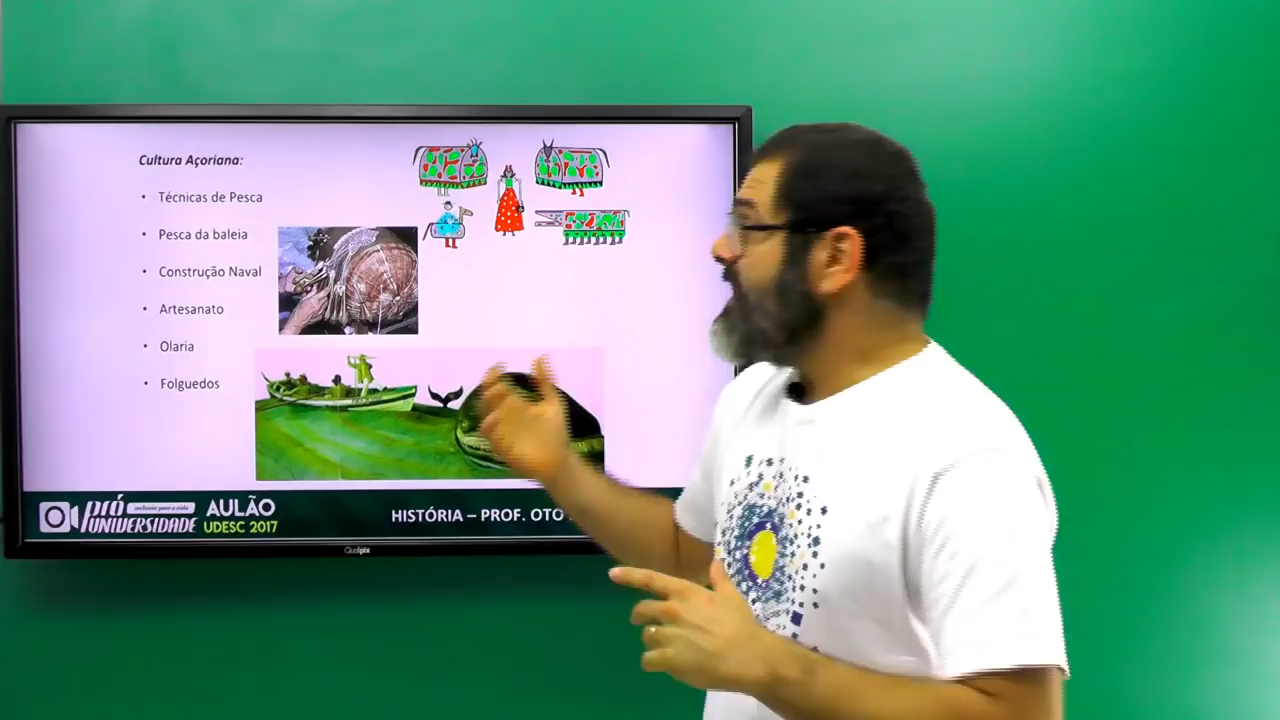 Cultura Açoriana:
• Técnicas de Pesca
• Pesca da baleia
• Construção Naval
• Artesanato
• Olaria
• Folguedos
pró
UNIVERSIDADE
AULÃO
UDESC 2017
HISTÓRIA – PROF. OTO
Qualipix